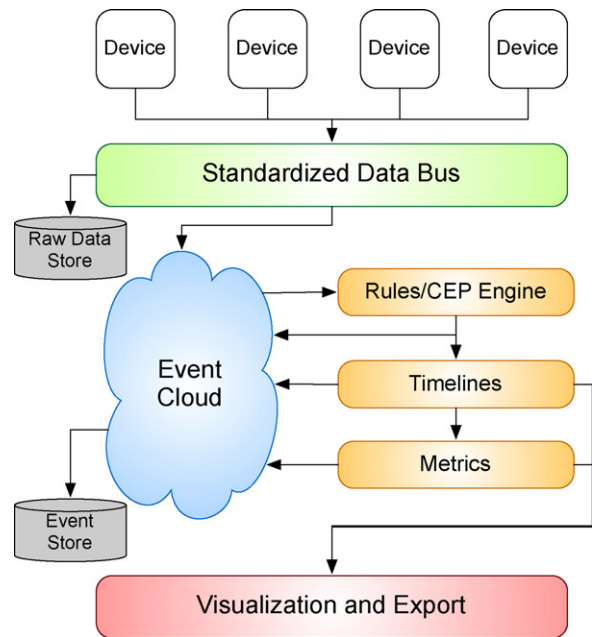 Device
Device
Device
Device
Standardized Data Bus
Raw Data
Store
Rules/CEP Engine
Event
Cloud
Timelines
Metrics
Event
Store
Visualization and Export